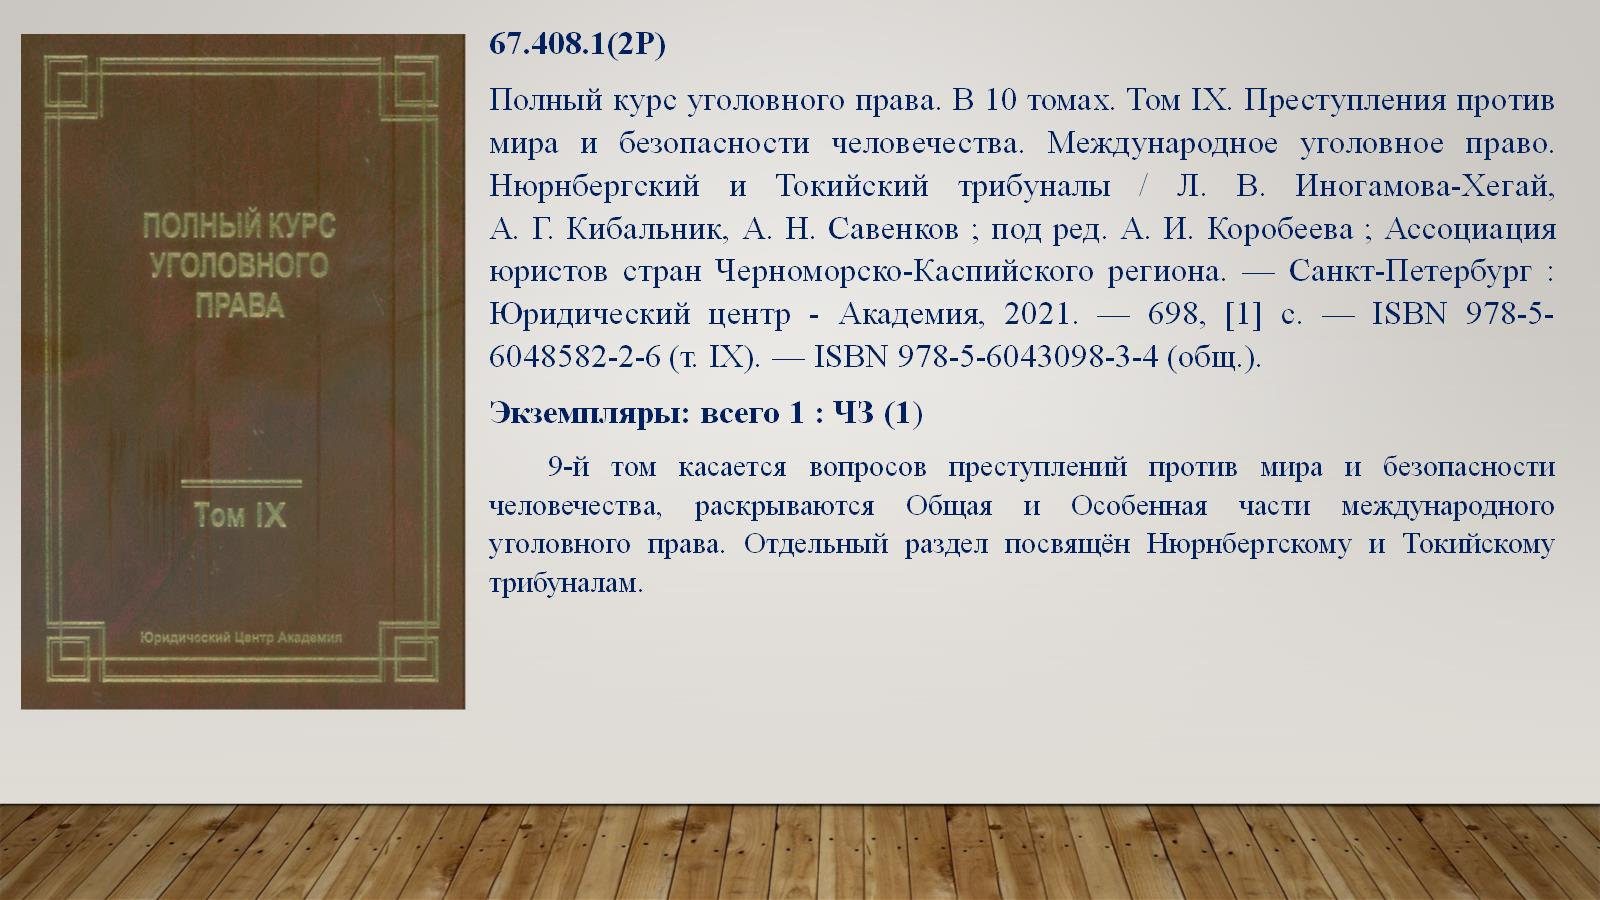 ПОЛНЫЙ КУРС
УГОЛОВНОГО
ПРАВА
Том IX
Юридический Центр Академия
67.408.1(2Р)
Полный курс уголовного права. В 10 томах. Том IX. Преступления против
мира и безопасности человечества. Международное уголовное право.
Нюрнбергский и Токийский трибуналы / Л. В. Иногамова-Хегай,
А. Г. Кибальник, А. Н. Савенков ; под ред. А. И. Коробеева ; Ассоциация
юристов стран Черноморско-Каспийского региона. — Санкт-Петербург :
Юридический центр - Академия, 2021. — 698, [1] с. — ISBN 978-5-
6048582-2-6 (т. IX). — ISBN 978-5-6043098-3-4 (общ.).
Экземпляры: всего 1 : ЧЗ (1)
9-й том касается вопросов преступлений против мира и безопасности
человечества, раскрываются Общая и Особенная части международного
уголовного права. Отдельный раздел посвящён Нюрнбергскому и Токийскому
трибуналам.